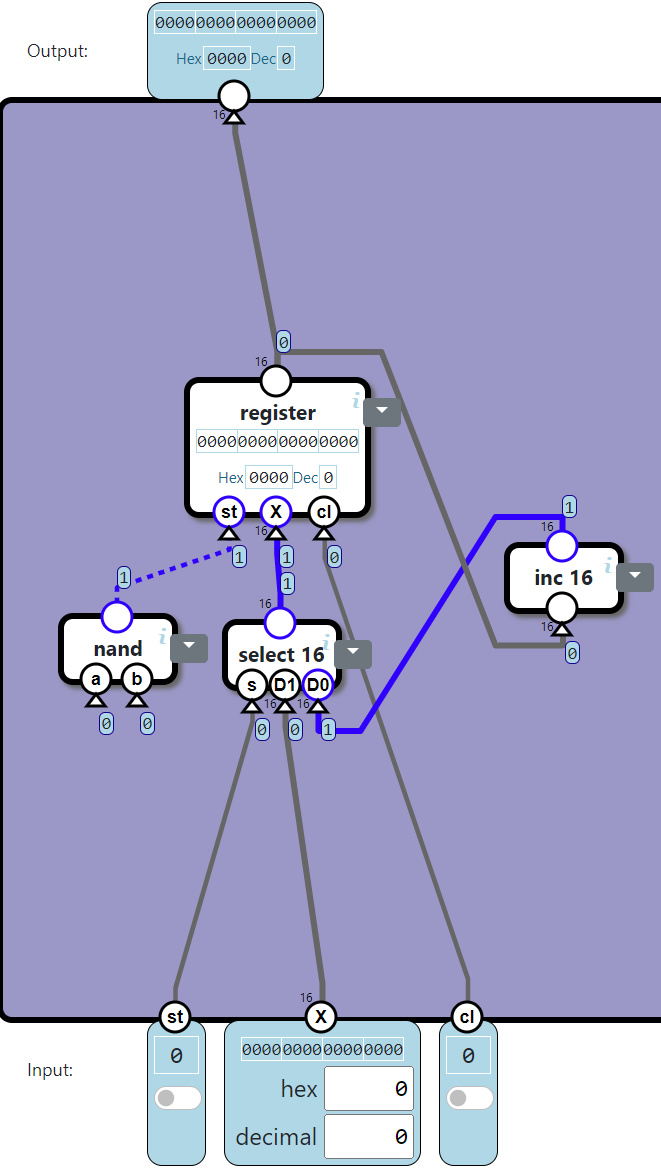 0000000000000000
Output:
Hex 0000 Dec 0
16
0
16
i
register
0000000000000000
Hex 0000 Dec 0
st X cl
16
1 1 0
1
16
1
16
i
inc 16
16
0
1
16
i
nand
a b
0 0
i
select 16
s D1 D0
16 16
0 0 1
16
st X cl
0
0000000000000000
0
Input:
hex 0
decimal 0